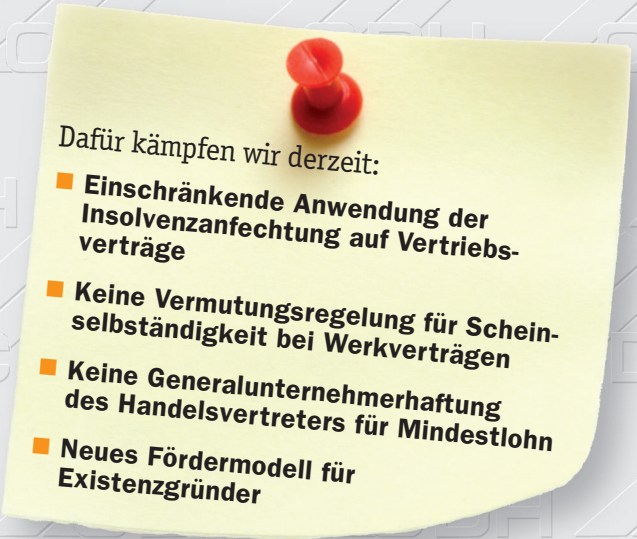 Dafür kämpfen wir derzeit:
■ Einschränkende Anwendung der
Insolvenzanfechtung auf Vertriebs-
verträge
■ Keine Vermutungsregelung für Schein-
selbständigkeit bei Werkverträgen
■ Keine Generalunternehmerhaftung
des Handelsvertreters für Mindestlohn
■ Neues Fördermodell für
Existenzgründer